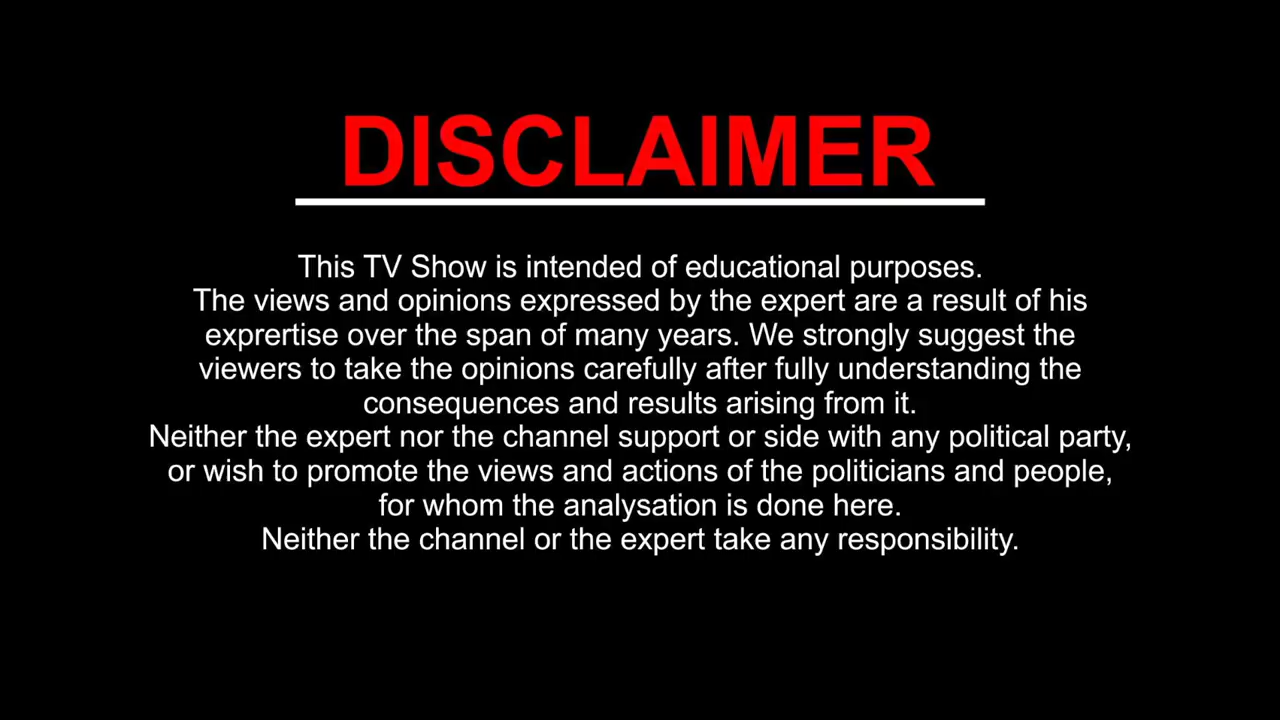 DISCLAIMER
This TV Show is intended of educational purposes.
The views and opinions expressed by the expert are a result of his
exprertise over the span of many years. We strongly suggest the
viewers to take the opinions carefully after fully understanding the
consequences and results arising from it.
Neither the expert nor the channel support or side with any political party,
or wish to promote the views and actions of the politicians and people,
for whom the analysation is done here.
Neither the channel or the expert take any responsibility.